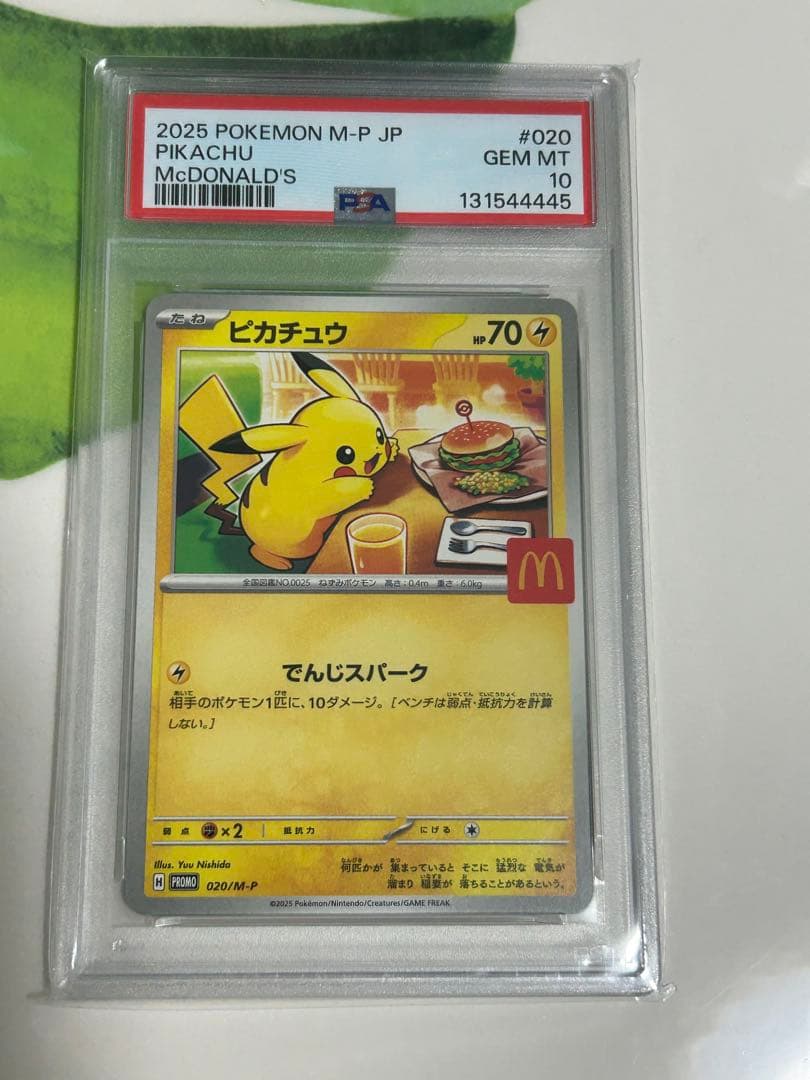 2025 POKEMON M-P JP #020
PIKACHU GEM MT
McDONALD'S 10
PSA 131544445
たね ピカチュウ HP70
全国図鑑NO.0025 ねずみポケモン 高さ:0.4m 重さ:6.0kg
M
でんじスパーク
相手のポケモン1匹に、10ダメージ。[ベンチは弱点・抵抗力を計算
しない。]
弱点 ×2 抵抗力 にげる
Illus. Yuu Nishida
何匹かが 集まっていると そこに 猛烈な 電気が
溜まり 稲妻が 落ちることがあるという。
H PROMO 020/M-P
©2025 Pokémon/Nintendo/Creatures/GAME FREAK